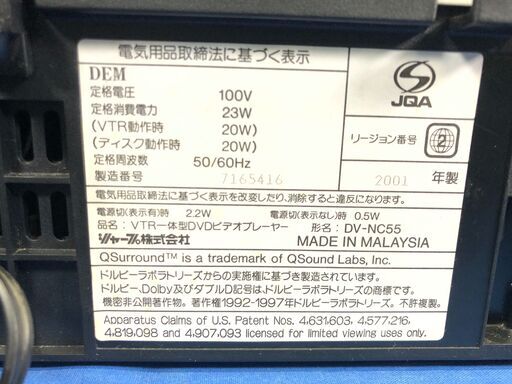 電気用品取締法に基づく表示
DEM
定格電圧 100V
定格消費電力 23W
(VTR動作時 20W)
(ディスク動作時 20W)
定格周波数 50/60Hz
製造番号 7165416
JQA
リージョン番号 2
2001 年製
電気用品取締法に基づく表示を改変したり、消除すると違反になります。
電源切(表示有)時 2.2W 電源切(表示なし)時 0.5W
品名: VTR一体型DVDビデオプレーヤー 形名: DV-NC55
シャープ株式会社 MADE IN MALAYSIA
QSurround™ is a trademark of QSound Labs, Inc.
ドルビーラボラトリーズからの実施権に基づき製造されています。
ドルビー、Dolby及びダブルD記号はドルビーラボラトリーズの商標です。
機密非公開著作物。著作権1992-1997年ドルビーラボラトリーズ。不許複製。
Apparatus Claims of U.S. Patent Nos. 4,631,603, 4,577,216,
4,819,098 and 4,907,093 licensed for limited viewing uses only.